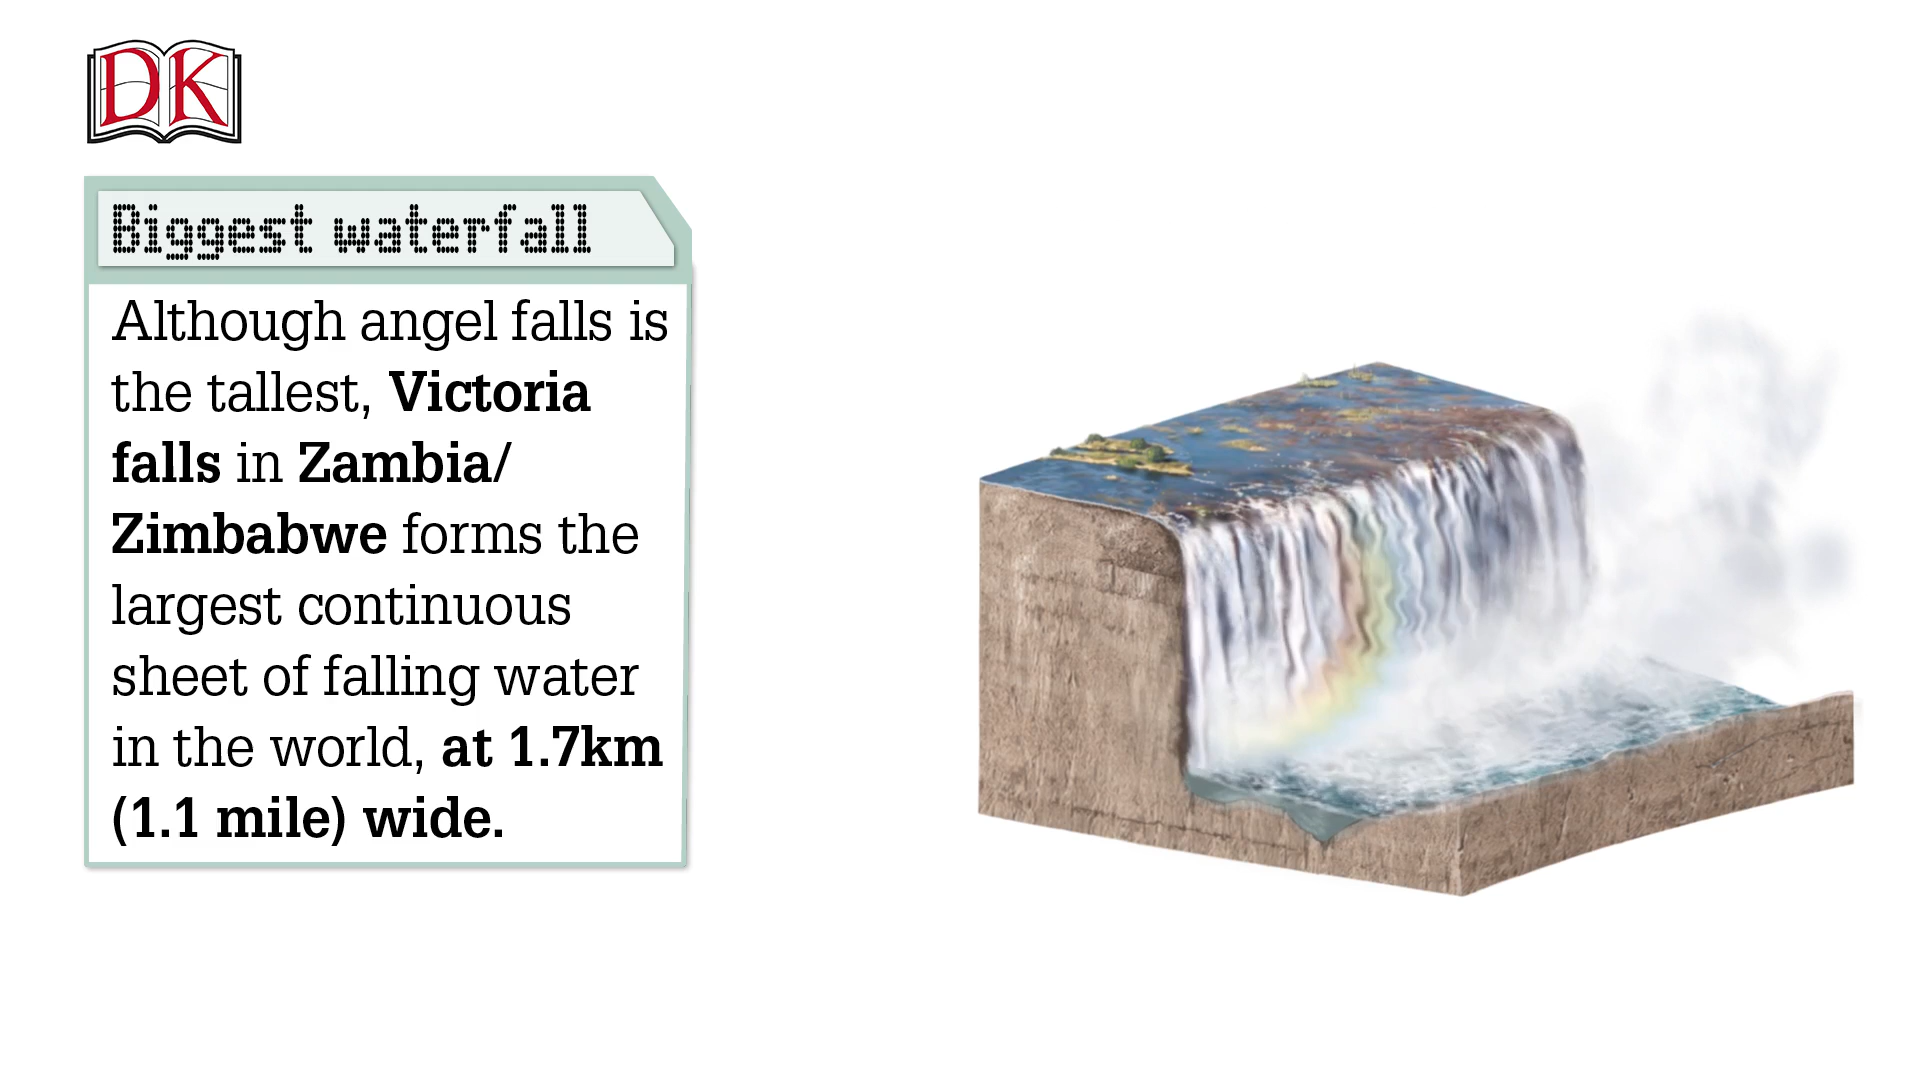 DK
Biggest waterfall
Although angel falls is
the tallest, Victoria
falls in Zambia/
Zimbabwe forms the
largest continuous
sheet of falling water
in the world, at 1.7km
(1.1 mile) wide.